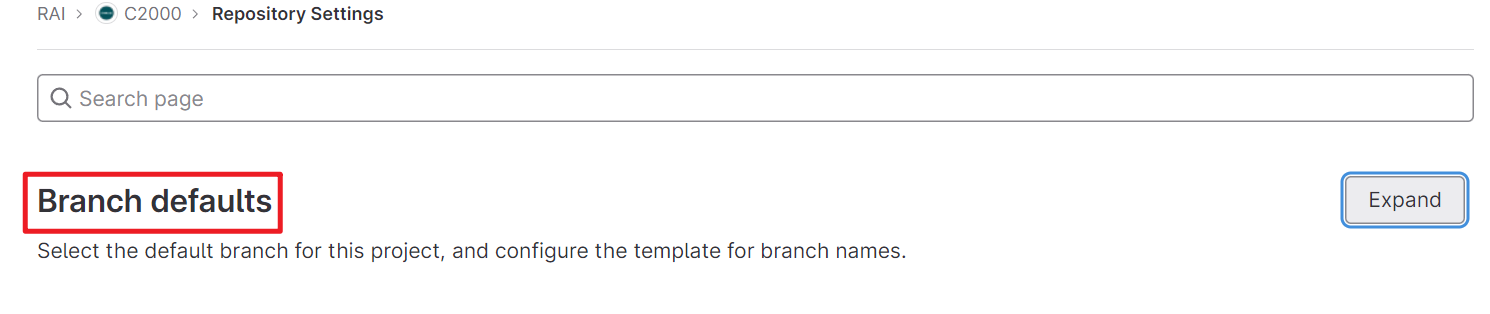 RAI > C2000 > Repository Settings
Search page
Branch defaults
Expand
Select the default branch for this project, and configure the template for branch names.